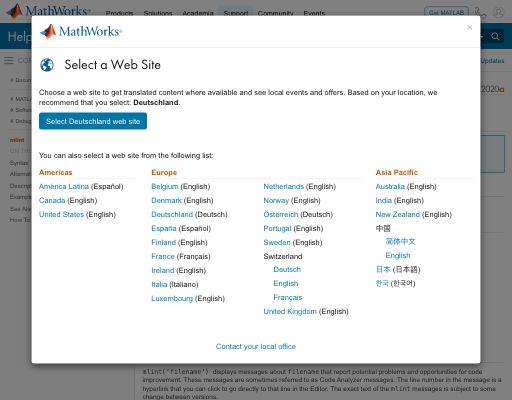 MathWorks®
Products Solutions Academia Support Community Events
Get MATLAB
Help
MathWorks®
×
Select a Web Site
Choose a web site to get translated content where available and see local events and offers. Based on your location, we
recommend that you select: Deutschland.
Select Deutschland web site
You can also select a web site from the following list:
Americas
América Latina (Español)
Canada (English)
United States (English)
Europe
Belgium (English)
Denmark (English)
Deutschland (Deutsch)
España (Español)
Finland (English)
France (Français)
Ireland (English)
Italia (Italiano)
Luxembourg (English)
Netherlands (English)
Norway (English)
Österreich (Deutsch)
Portugal (English)
Sweden (English)
Switzerland
Deutsch
English
Français
United Kingdom (English)
Asia Pacific
Australia (English)
India (English)
New Zealand (English)
中国
简体中文
English
日本 (日本語)
한국 (한국어)
Contact your local office
Updates
mlint
Syntax
mlint('filename') displays messages about filename that report potential problems and opportunities for code
improvement. These messages are sometimes referred to as Code Analyzer messages. The line number in the message is a
hyperlink that you can click to go directly to that line in the Editor. The exact text of the mlint messages is subject to some
change between versions.